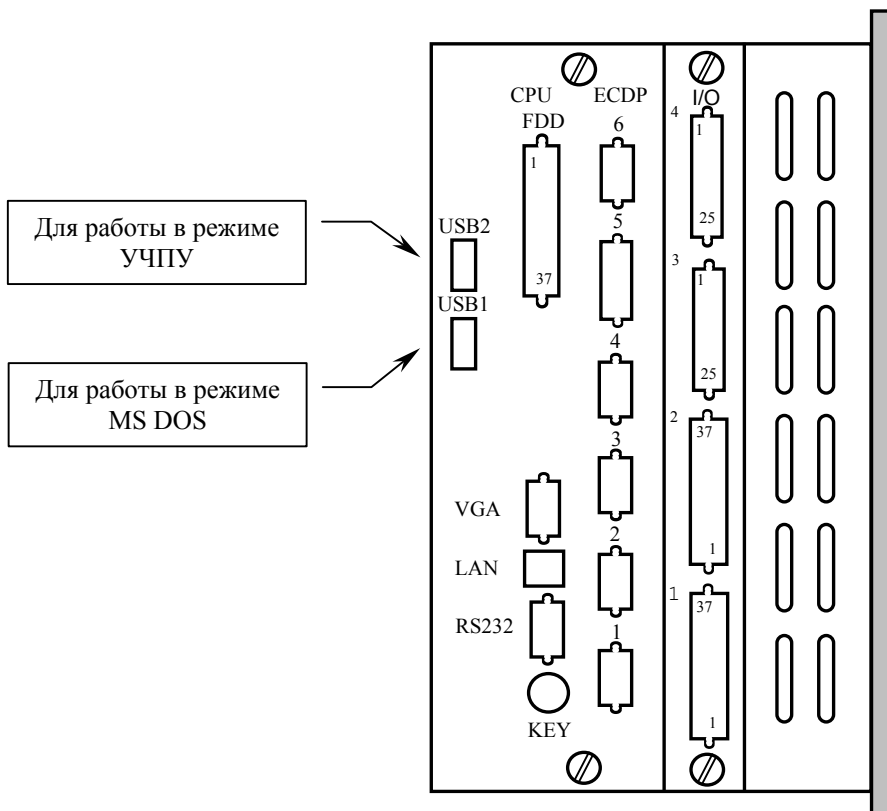 CPU
ECDP
I/O
FDD
6
4
1
1
Для работы в режиме
УЧПУ
USB2
5
25
3
37
1
USB1
4
Для работы в режиме
MS DOS
25
2
37
3
VGA
2
1
LAN
1
37
RS232
1
1
KEY